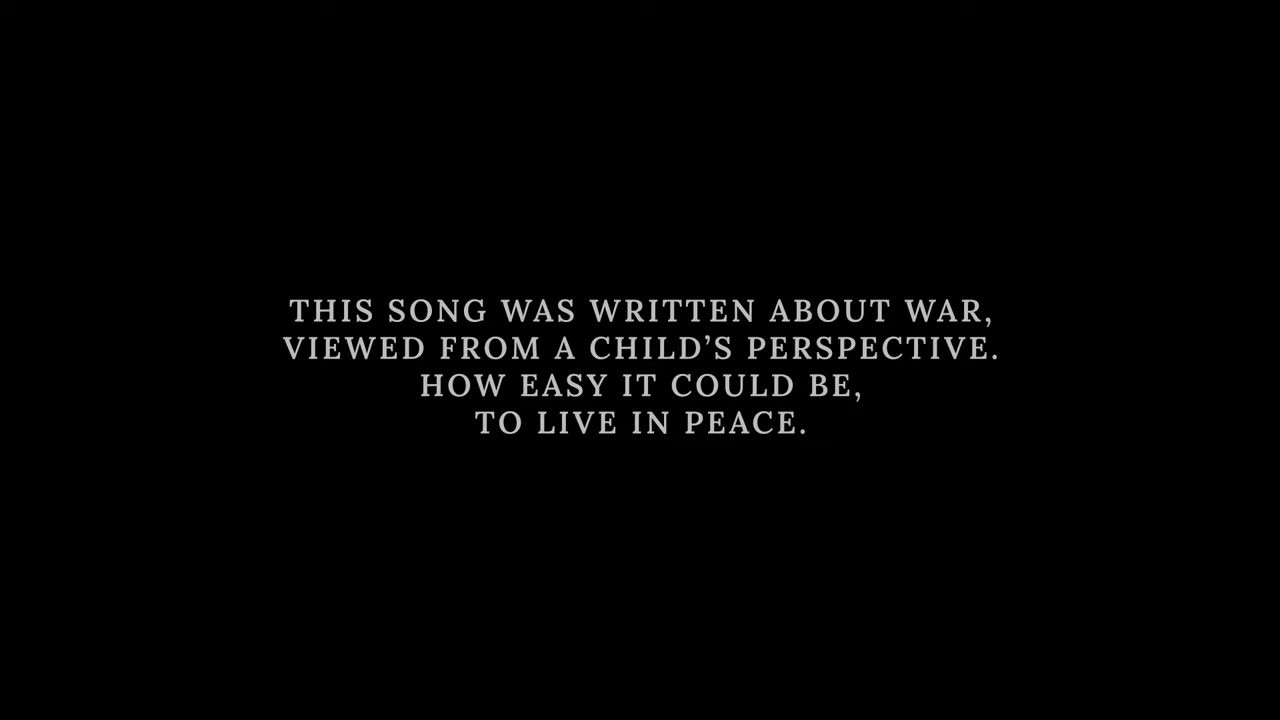 THIS SONG WAS WRITTEN ABOUT WAR,
VIEWED FROM A CHILD’S PERSPECTIVE.
HOW EASY IT COULD BE,
TO LIVE IN PEACE.